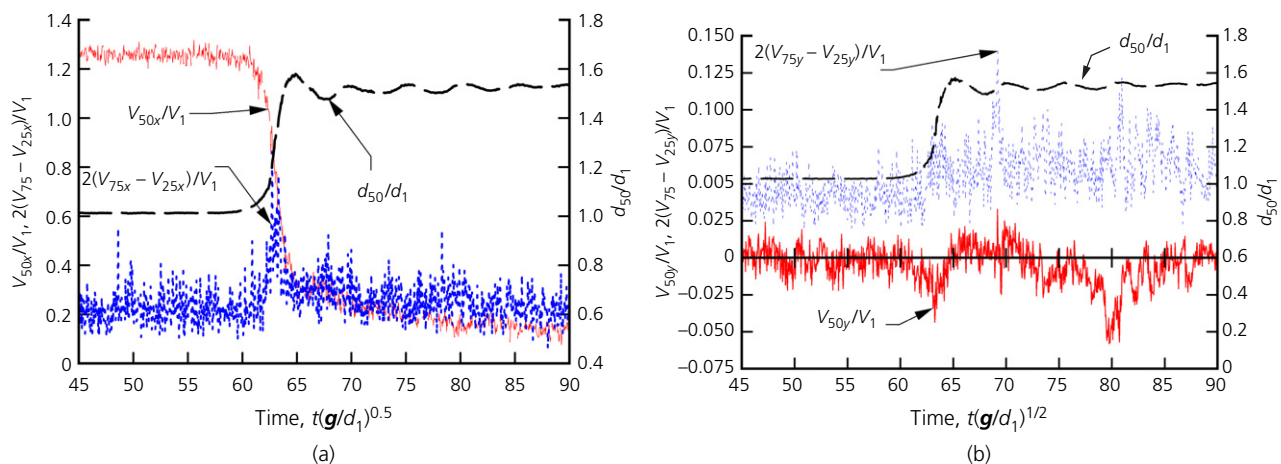 1.4
1.2
1.0
0.8
0.6
0.4
0.2
0
V50x/V1, 2(V75x − V25x)/V1
1.8
1.6
1.4
1.2
1.0
0.8
0.6
0.4
d50/d1
V50x/V1
2(V75x − V25x)/V1
d50/d1
45 50 55 60 65 70 75 80 85 90
Time, t(g/d1)^0.5
(a)
0.150
0.125
0.100
0.075
0.005
0.025
0
−0.025
−0.050
−0.075
V50y/V1, 2(V75 − V25y)/V1
1.8
1.6
1.4
1.2
1.0
0.8
0.6
0.4
0.2
0
d50/d1
2(V75y − V25y)/V1
d50/d1
V50y/V1
45 50 55 60 65 70 75 80 85 90
Time, t(g/d1)^1/2
(b)